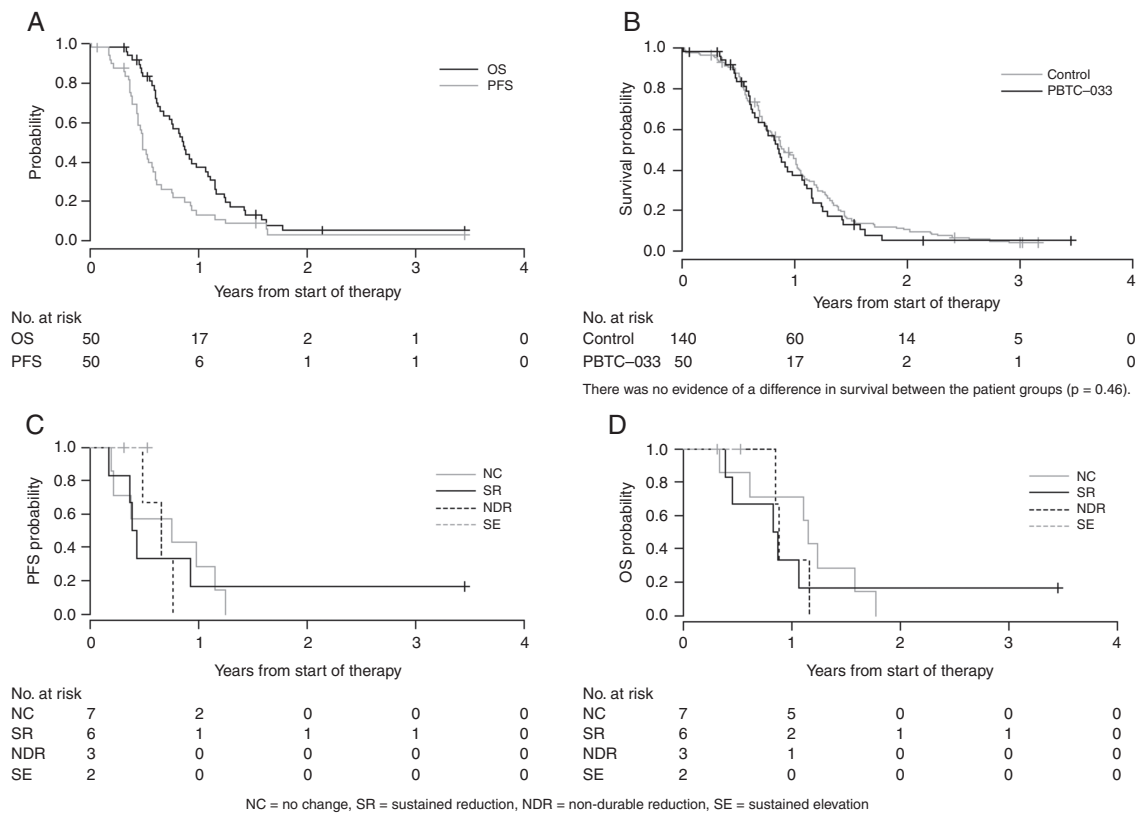 A
1.0
0.8
0.6
0.4
0.2
0.0
Probability
OS
PFS
0 1 2 3 4
Years from start of therapy
No. at risk
OS 50 17 2 1 0
PFS 50 6 1 1 0
B
1.0
0.8
0.6
0.4
0.2
0.0
Survival probability
Control
PBTC–033
0 1 2 3 4
Years from start of therapy
No. at risk
Control 140 60 14 5 0
PBTC–033 50 17 2 1 0
There was no evidence of a difference in survival between the patient groups (p = 0.46).
C
1.0
0.8
0.6
0.4
0.2
0.0
PFS probability
NC
SR
NDR
SE
0 1 2 3 4
Years from start of therapy
No. at risk
NC 7 2 0 0 0
SR 6 1 1 1 0
NDR 3 0 0 0 0
SE 2 0 0 0 0
D
1.0
0.8
0.6
0.4
0.2
0.0
OS probability
NC
SR
NDR
SE
0 1 2 3 4
Years from start of therapy
No. at risk
NC 7 5 0 0 0
SR 6 2 1 1 0
NDR 3 1 0 0 0
SE 2 0 0 0 0
NC = no change, SR = sustained reduction, NDR = non-durable reduction, SE = sustained elevation